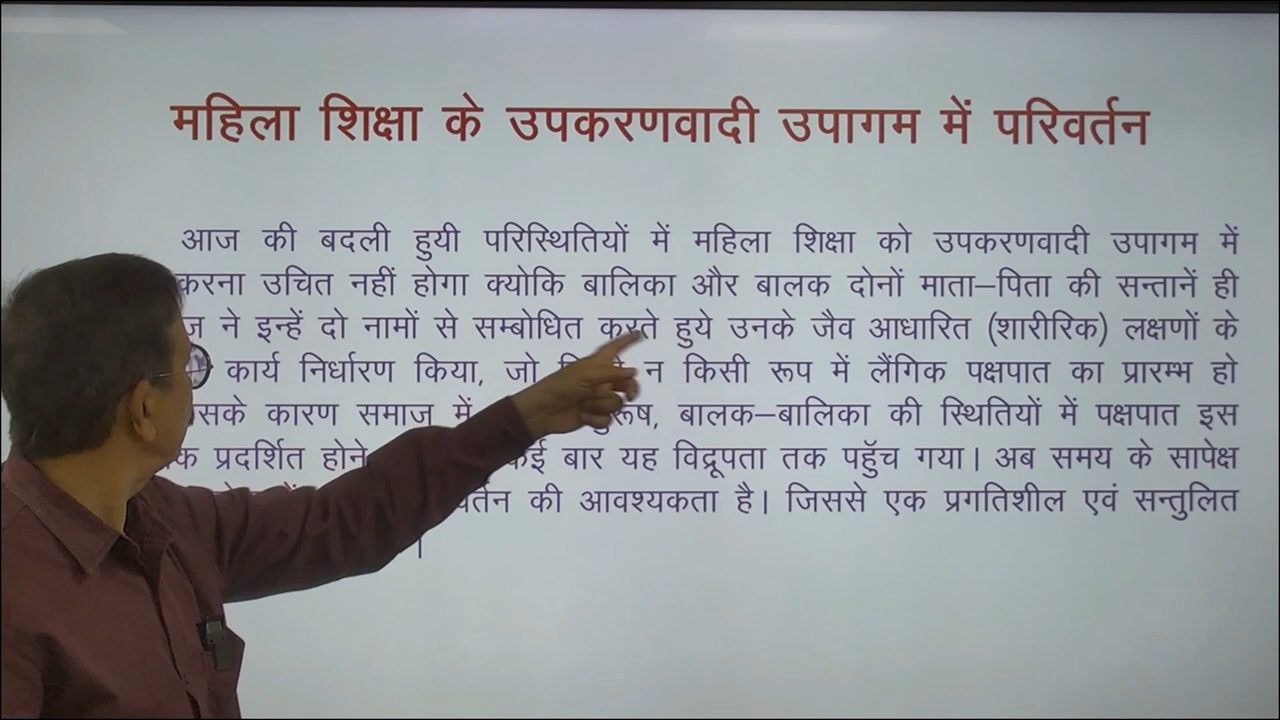 महिला शिक्षा के उपकरणवादी उपागम में परिवर्तन
आज की बदली हुयी परिस्थितियों में महिला शिक्षा को उपकरणवादी उपागम में
करना उचित नहीं होगा क्योकि बालिका और बालक दोनों माता–पिता की सन्तानें ही
ने इन्हें दो नामों से सम्बोधित करते हुये उनके जैव आधारित (शारीरिक) लक्षणों के
कार्य निर्धारण किया, जो न किसी रूप में लैंगिक पक्षपात का प्रारम्भ हो
कारण समाज में बालक–बालिका की स्थितियों में पक्षपात इस
प्रदर्शित होने कई बार यह विद्रूपता तक पहुँच गया। अब समय के सापेक्ष
की आवश्यकता है। जिससे एक प्रगतिशील एवं सन्तुलित